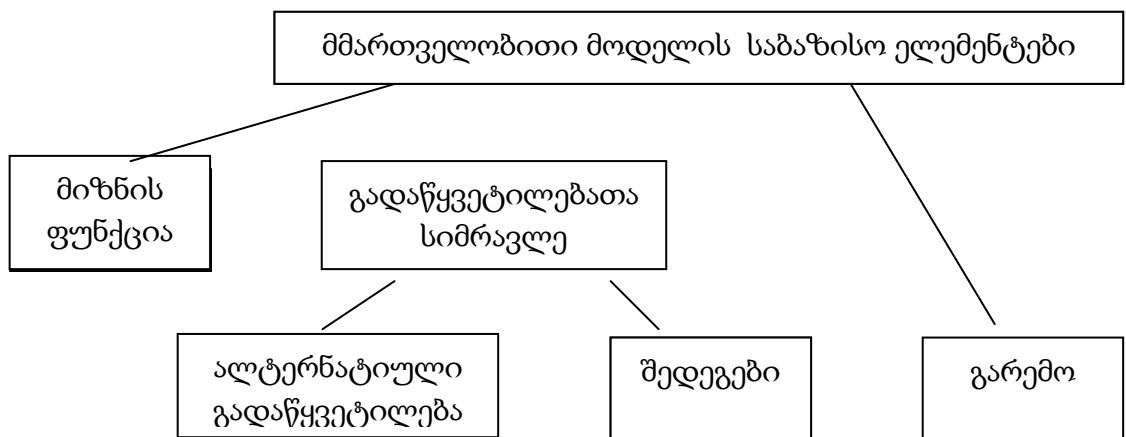 მმართველობითი მოდელის საბაზისო ელემენტები
მიზნის
ფუნქცია
გადაწყვეტილებათა
სიმრავლე
ალტერნატიული
გადაწყვეტილება
შედეგები
გარემო